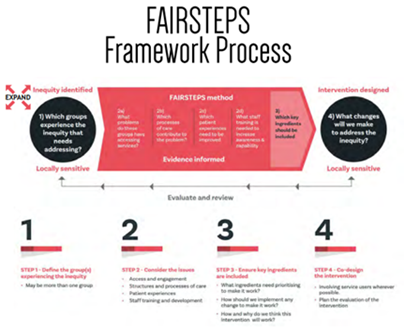 FAIRSTEPS
Framework Process
EXPAND
Inequity identified
1) Which groups
experience the
inequity that
needs
addressing?
Locally sensitive
FAIRSTEPS method
2a)
What
problems
do these
groups have
accessing
services?
2b)
Which
processes
of care
contribute to
the problem?
2c)
Which
patient
experiences
need to be
improved
2d)
What staff
training is
needed to
increase
awareness &
capability
3)
Which key
ingredients
should be
included
Evidence informed
Intervention designed
4) What changes
will we make
to address the
inequity?
Locally sensitive
Evaluate and review
1
STEP 1 - Define the group(s)
experiencing the inequity
• May be more than one group
2
STEP 2 - Consider the issues
• Access and engagement
• Structures and processes of care
• Patient experiences
• Staff training and development
3
STEP 3 - Ensure key ingredients
are included
• What ingredient need prioritising
to make it work?
• How should we implement any
change to make it work?
• How and why do we think this
intervention will work?
4
STEP 4 - Co-design
the intervention
• Involving service users wherever
possible.
• Plan the evaluation of the
intervention